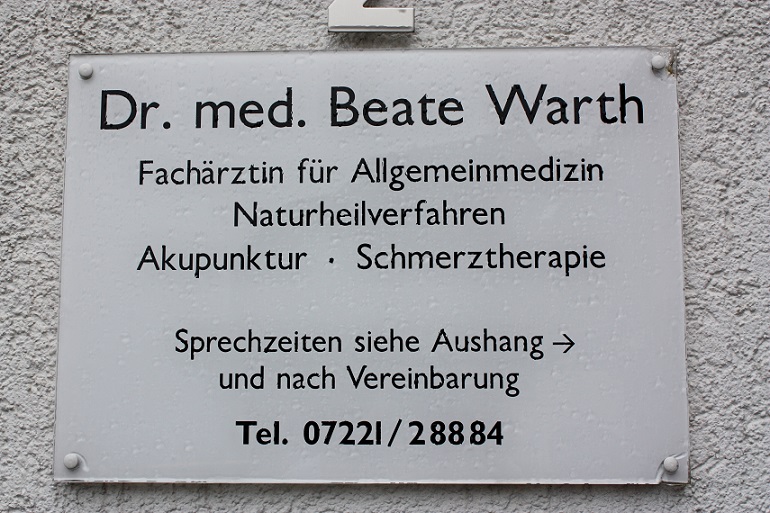 Dr. med. Beate Warth
Fachärztin für Allgemeinmedizin
Naturheilverfahren
Akupunktur · Schmerztherapie
Sprechzeiten siehe Aushang →
und nach Vereinbarung
Tel. 07221/28884